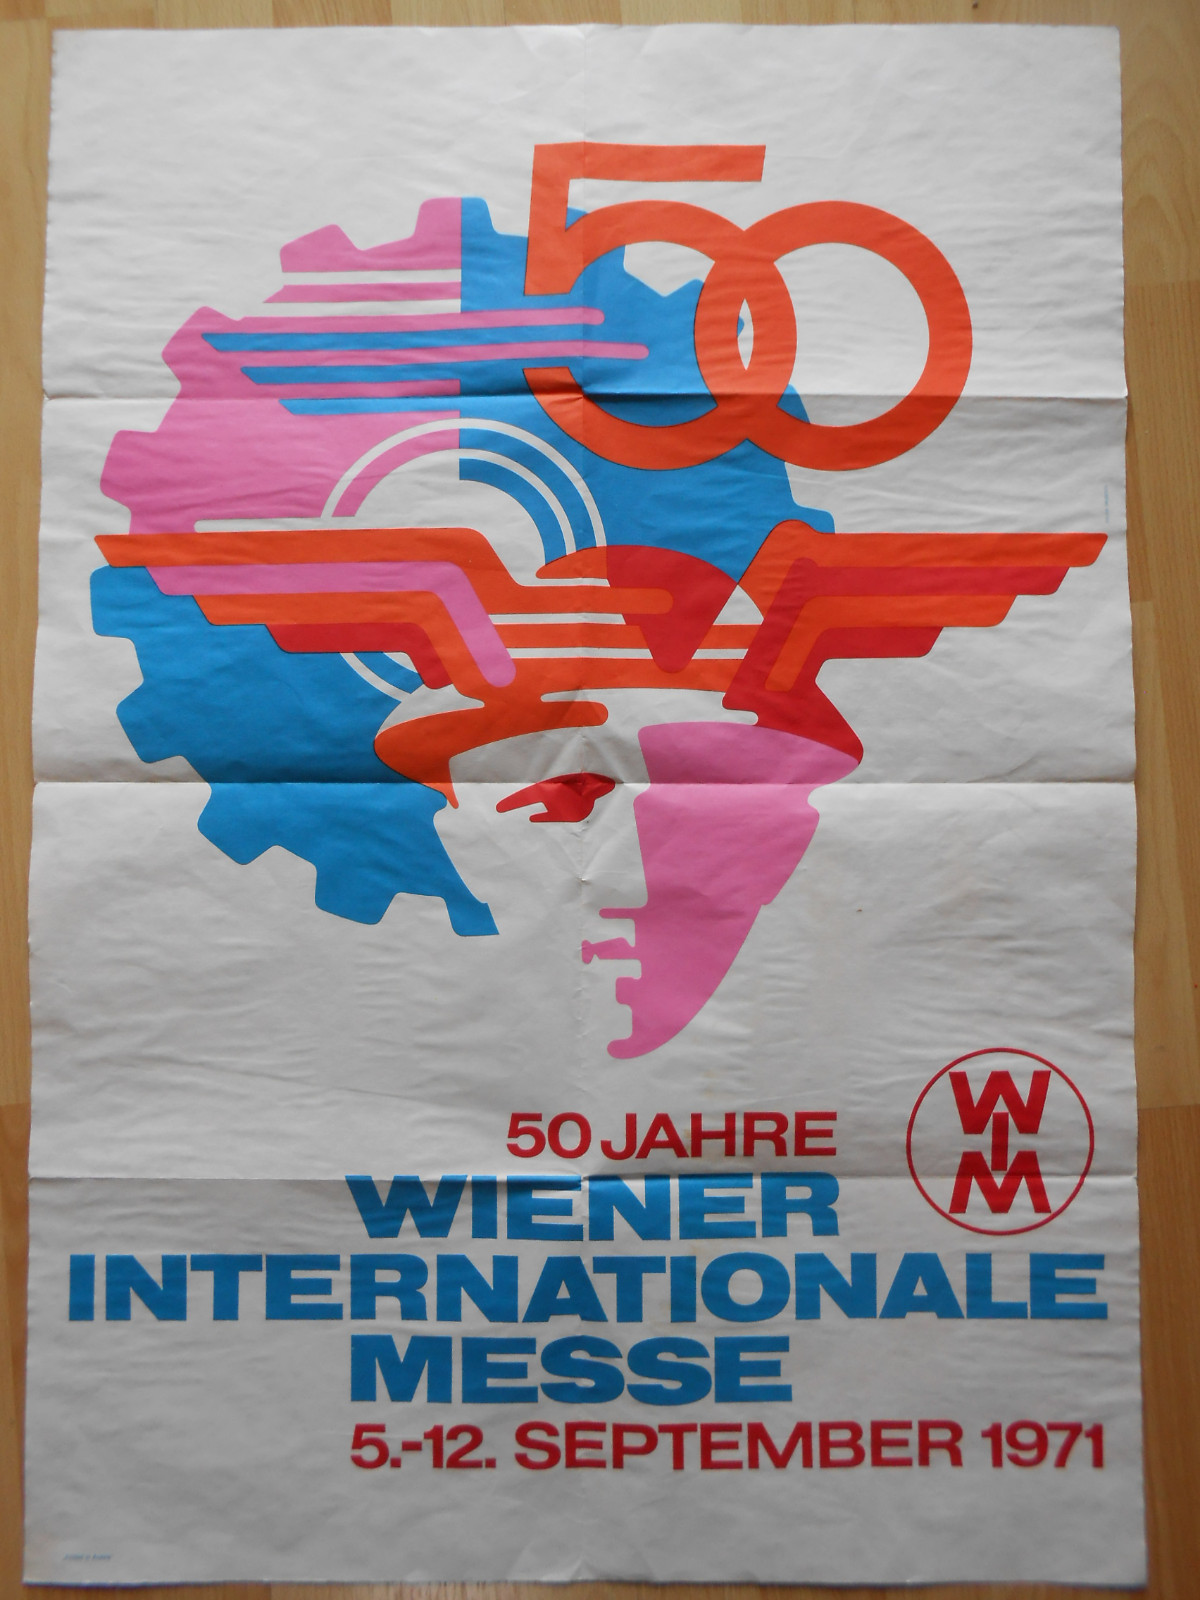 50
50 JAHRE
WIENER
INTERNATIONALE
MESSE
5.-12. SEPTEMBER 1971
WIM